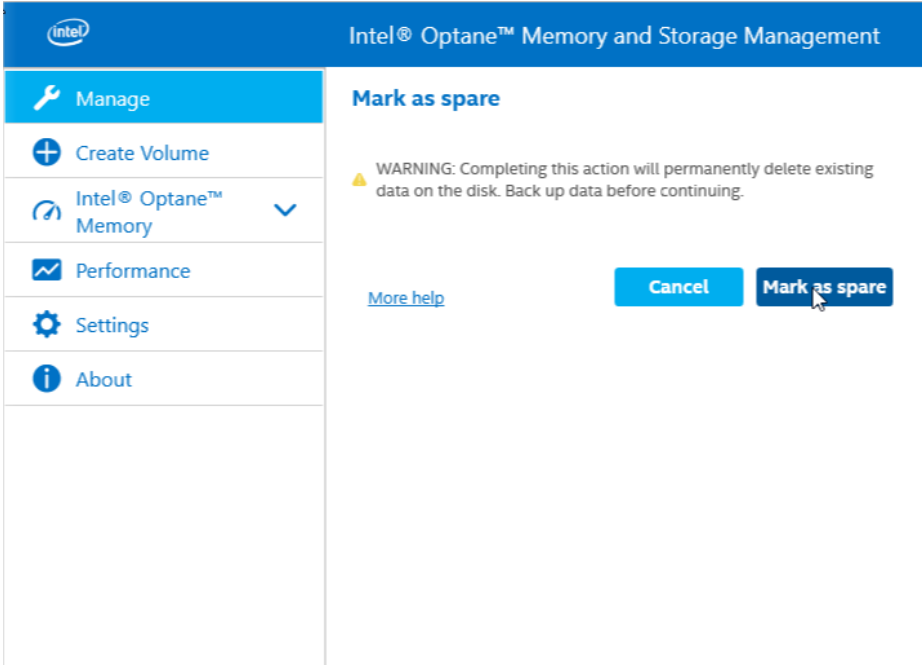 intel
Intel® Optane™ Memory and Storage Management
Manage
Create Volume
Intel® Optane™
Memory
Performance
Settings
About
Mark as spare
WARNING: Completing this action will permanently delete existing
data on the disk. Back up data before continuing.
More help
Cancel
Mark as spare